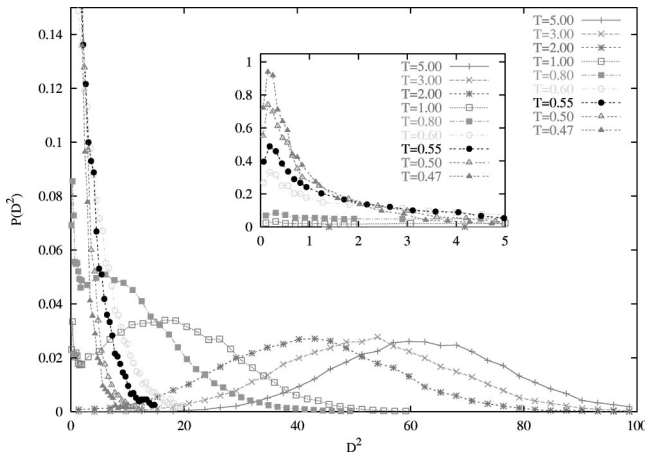 0.15
0.12
0.1
0.08
0.06
0.04
0.02
0
P(D²)
0 20 40 60 80 100
D²
T=5.00
T=3.00
T=2.00
T=1.00
T=0.80
T=0.60
T=0.55
T=0.50
T=0.47
1
0.8
0.6
0.4
0.2
0
0 1 2 3 4 5
T=5.00
T=3.00
T=2.00
T=1.00
T=0.80
T=0.60
T=0.55
T=0.50
T=0.47